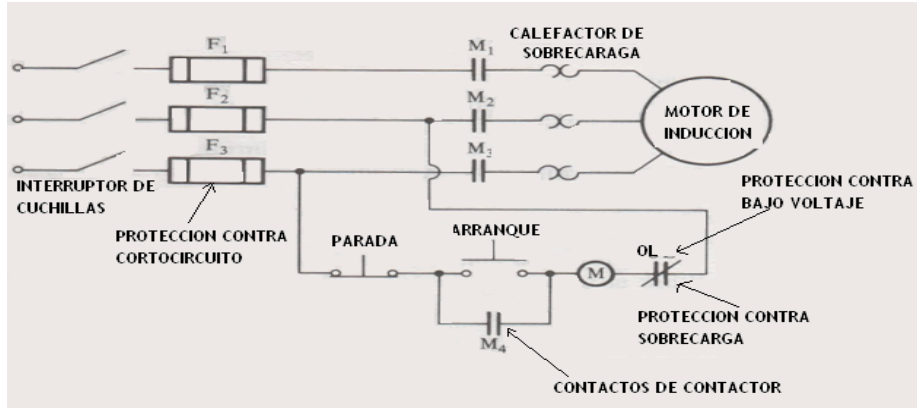 F1
CALEFACTOR DE
SOBRECARAGA
M1
F2
M2
MOTOR DE
INDUCCION
F3
M3
INTERRUPTOR DE
CUCHILLAS
PROTECCION CONTRA
CORTOCIRCUITO
PROTECCION CONTRA
BAJO VOLTAJE
PARADA
ARRANQUE
OL
M
PROTECCION CONTRA
SOBRECARGA
M4
CONTACTOS DE CONTACTOR